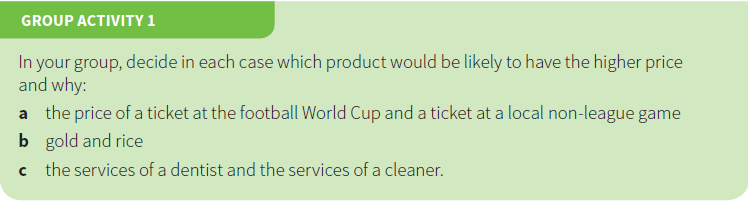 GROUP ACTIVITY 1
In your group, decide in each case which product would be likely to have the higher price
and why:
a the price of a ticket at the football World Cup and a ticket at a local non-league game
b gold and rice
c the services of a dentist and the services of a cleaner.